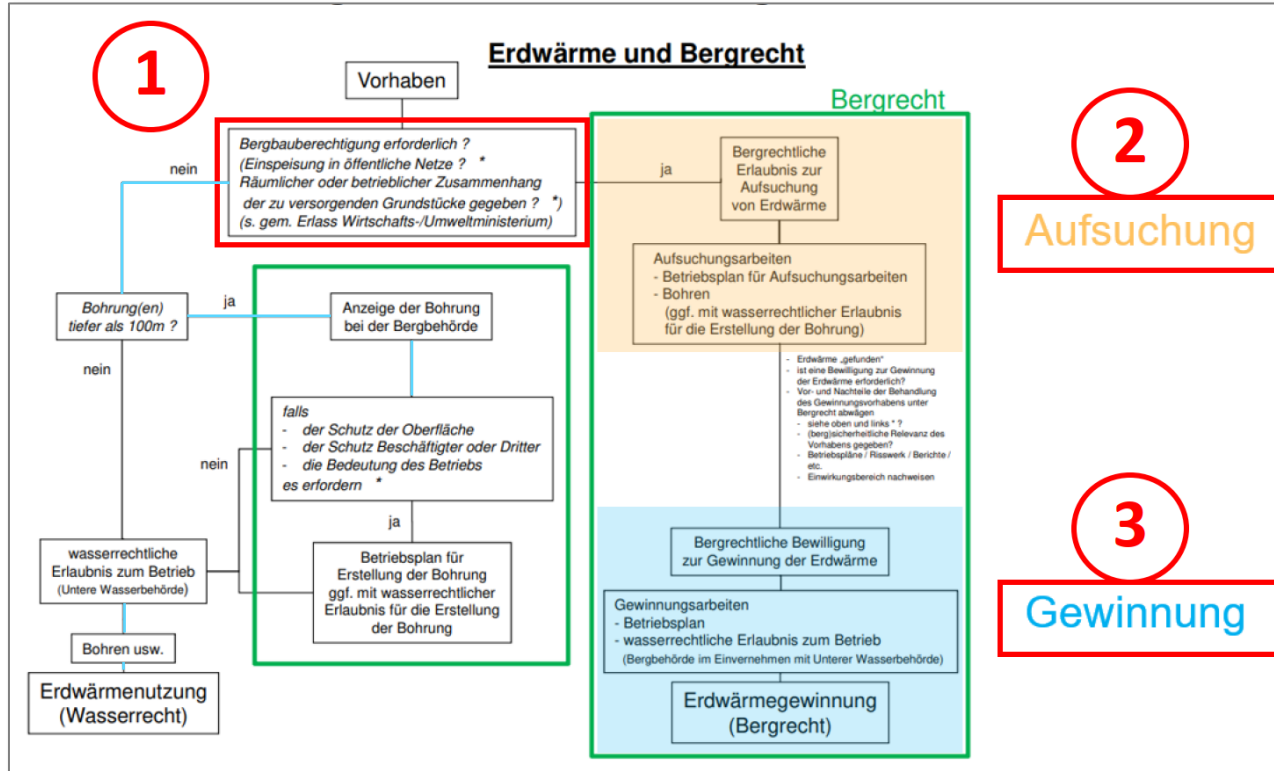 Erdwärme und Bergrecht
1
Vorhaben
Bergbauberechtigung erforderlich ?
(Einspeisung in öffentliche Netze ? *
Räumlicher oder betrieblicher Zusammenhang
der zu versorgenden Grundstücke gegeben ? *)
(s. gem. Erlass Wirtschafts-/Umweltministerium)
nein
ja
Bohrung(en)
tiefer als 100m ?
ja
nein
Anzeige der Bohrung
bei der Bergbehörde
falls
- der Schutz der Oberfläche
- der Schutz Beschäftigter oder Dritter
- die Bedeutung des Betriebs
es erfordern *
nein
ja
Betriebsplan für
Erstellung der Bohrung
ggf. mit wasserrechtlicher
Erlaubnis für die Erstellung
der Bohrung
wasserrechtliche
Erlaubnis zum Betrieb
(Untere Wasserbehörde)
Bohren usw.
Erdwärmenutzung
(Wasserrecht)
Bergrecht
Bergrechtliche
Erlaubnis zur
Aufsuchung
von Erdwärme
Aufsuchungsarbeiten
- Betriebsplan für Aufsuchungsarbeiten
- Bohren
(ggf. mit wasserrechtlicher Erlaubnis
für die Erstellung der Bohrung)
- Erdwärme „gefunden"
- ist eine Bewilligung zur Gewinnung
der Erdwärme erforderlich?
- Vor- und Nachteile der Behandlung
des Gewinnungsvorhabens unter
Bergrecht abwägen
- siehe oben und links * ?
- (berg)sicherheitliche Relevanz des
Vorhabens gegeben?
- Betriebspläne / Risswerk / Berichte /
etc.
- Einwirkungsbereich nachweisen
Bergrechtliche Bewilligung
zur Gewinnung der Erdwärme
Gewinnungsarbeiten
- Betriebsplan
- wasserrechtliche Erlaubnis zum Betrieb
(Bergbehörde im Einvernehmen mit Unterer Wasserbehörde)
Erdwärmegewinnung
(Bergrecht)
2
Aufsuchung
3
Gewinnung